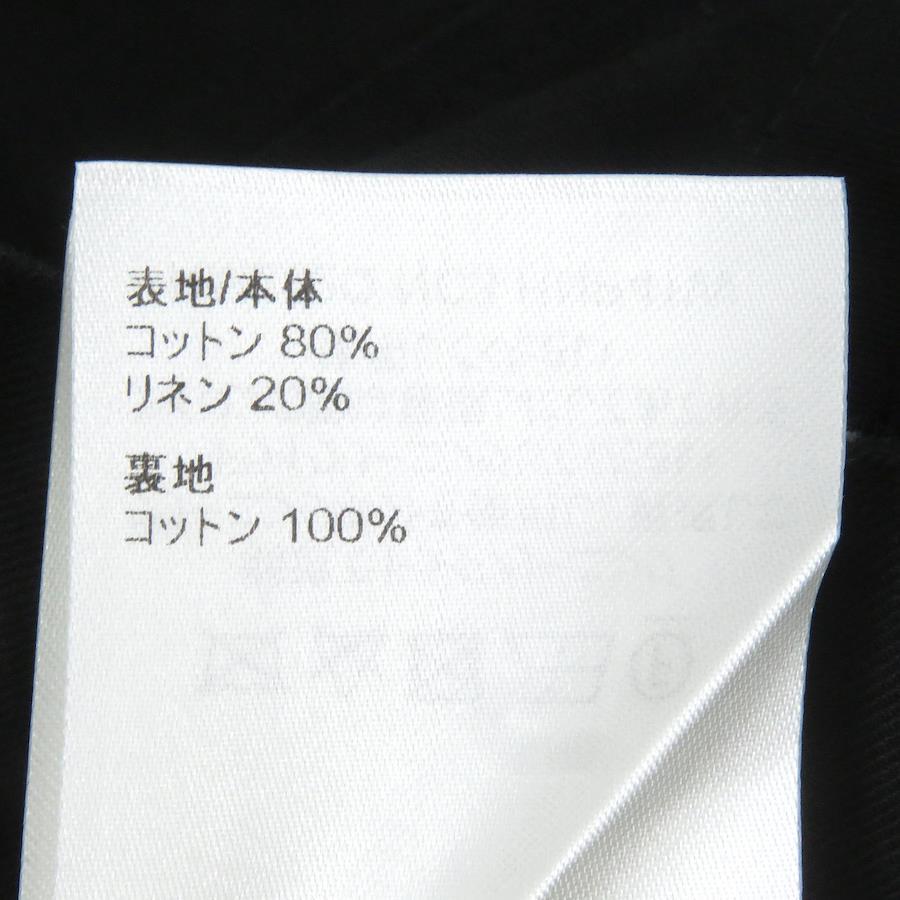 表地/本体
コットン 80%
リネン 20%
裏地
コットン 100%